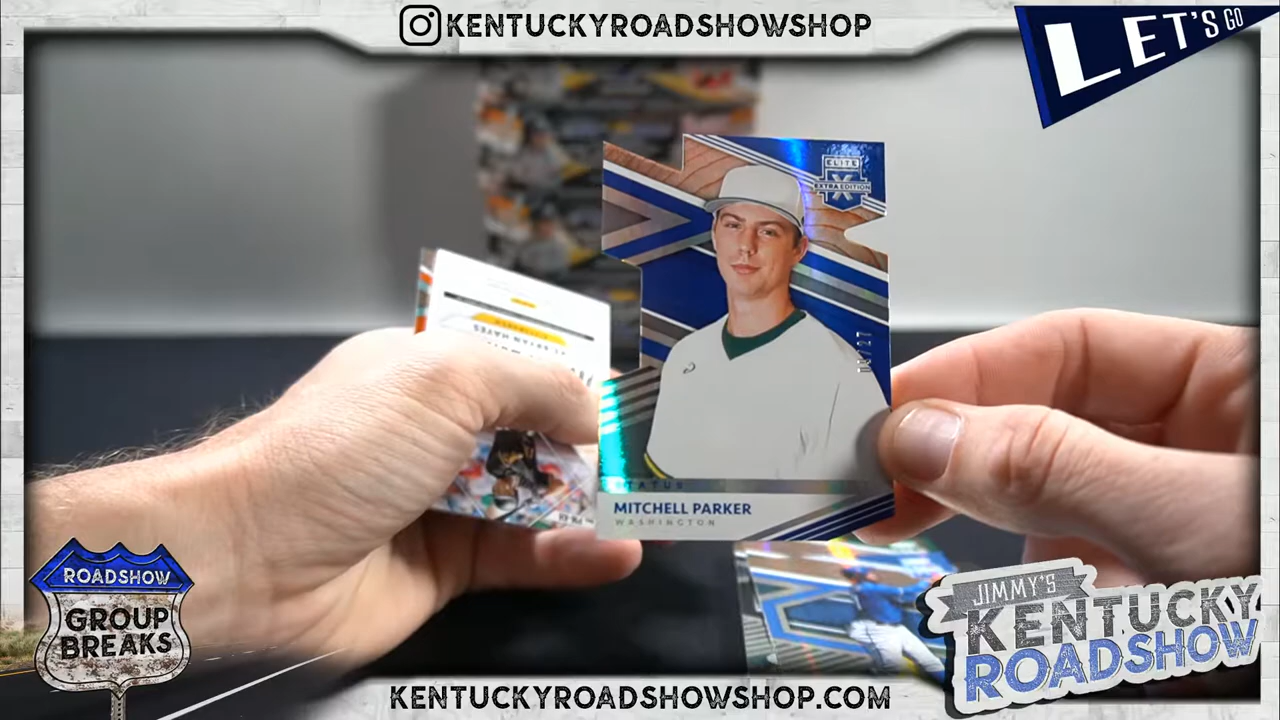 KENTUCKYROADSHOWSHOP
LET'S GO
ELITE
EXTRA EDITION
STATUS
MITCHELL PARKER
WASHINGTON
ROADSHOW
GROUP
BREAKS
JIMMY'S
KENTUCKY
ROADSHOW
KENTUCKYROADSHOWSHOP.COM